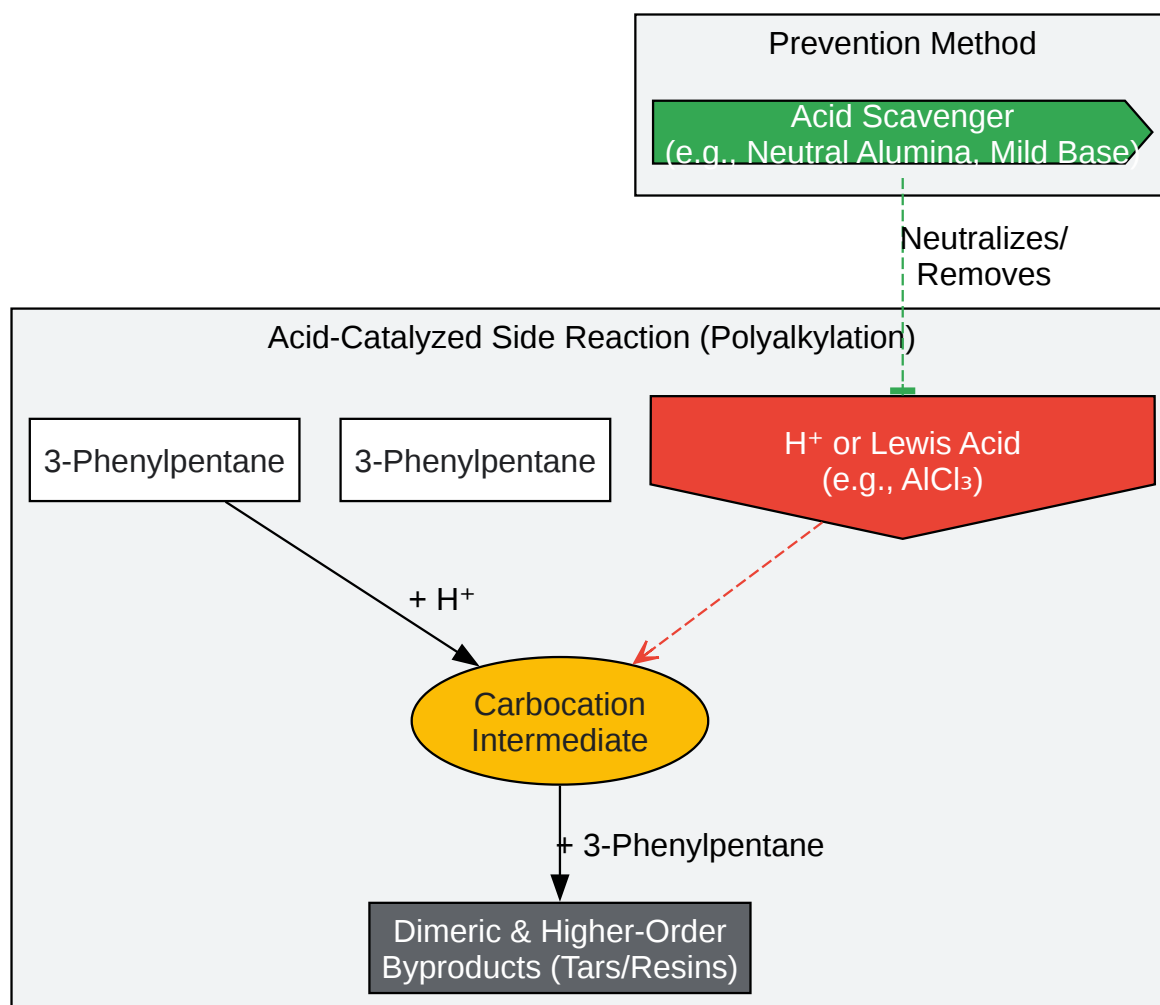 Prevention Method
Acid Scavenger
(e.g., Neutral Alumina, Mild Base)
Neutralizes/
Removes
Acid-Catalyzed Side Reaction (Polyalkylation)
3-Phenylpentane
3-Phenylpentane
H⁺ or Lewis Acid
(e.g., AlCl₃)
+ H⁺
Carbocation
Intermediate
+ 3-Phenylpentane
Dimeric & Higher-Order
Byproducts (Tars/Resins)